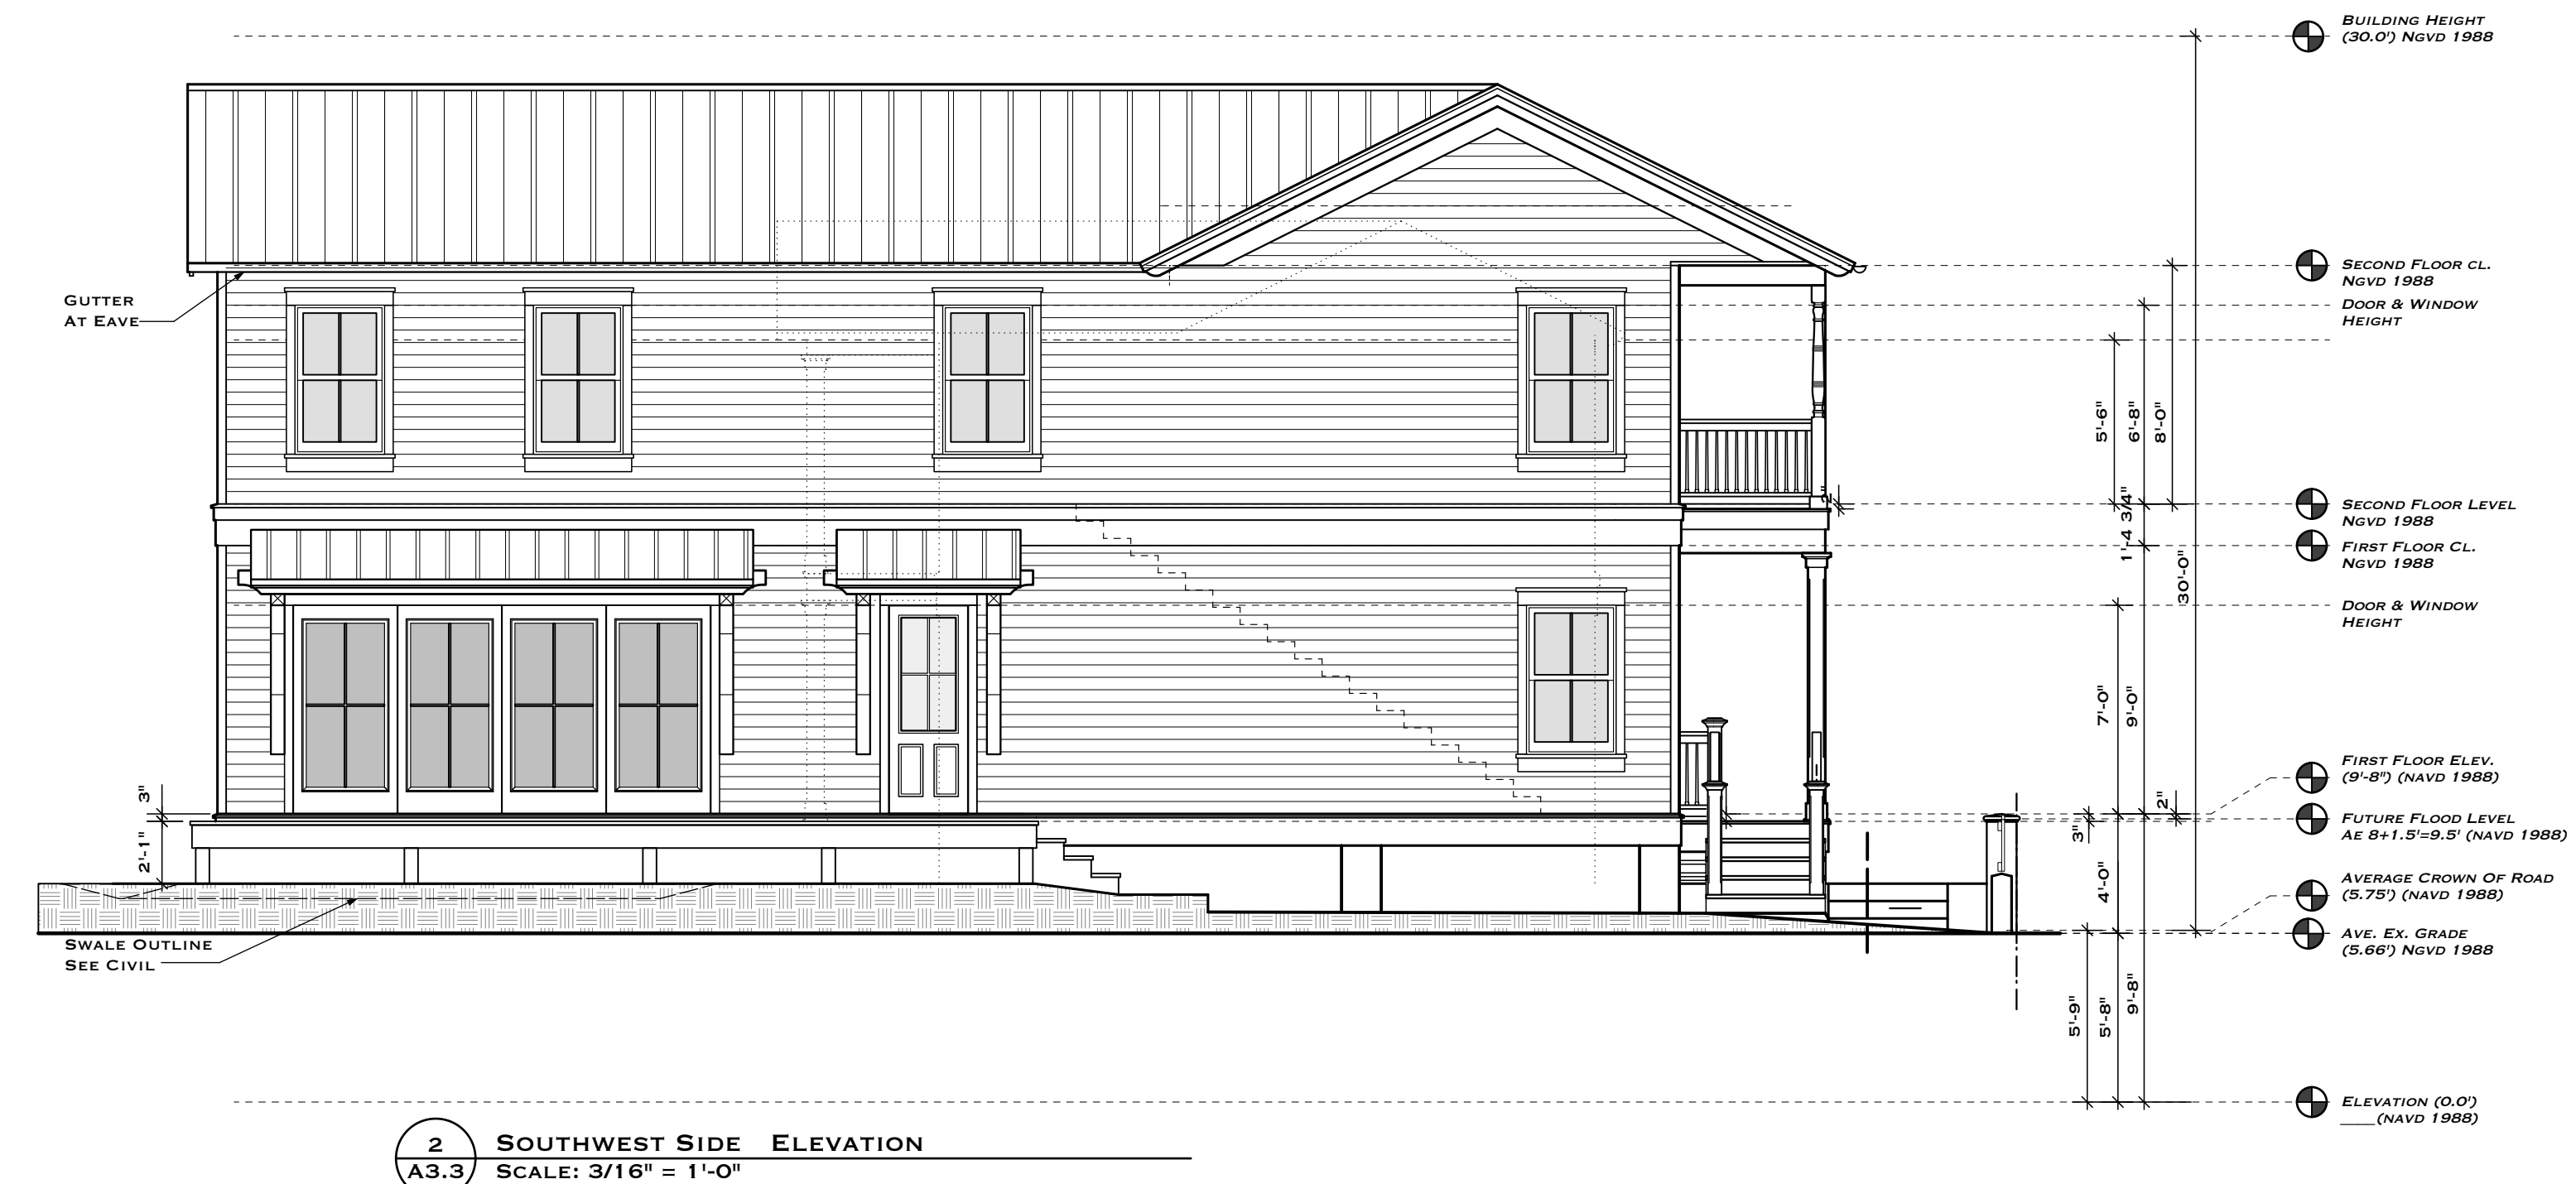 Building Height
(30.0') Ngvd 1988
Second Floor cl.
Ngvd 1988
Gutter
At Eave
Door & Window
Height
5'-6"
6'-8"
8'-0"
2"
1'-4 3/4"
Second Floor Level
Ngvd 1988
First Floor Cl.
Ngvd 1988
30'-0"
Door & Window
Height
7'-0"
9'-0"
First Floor Elev.
(9'-8") (navd 1988)
3"
2"
Future Flood Level
Ae 8+1.5'=9.5' (navd 1988)
2'-1"
3"
4'-0"
Average Crown Of Road
(5.75') (navd 1988)
Swale Outline
See Civil
Ave. Ex. Grade
(5.66') Ngvd 1988
5'-9"
5'-8"
9'-8"
Elevation (0.0')
____(navd 1988)
2
A3.3
Southwest Side Elevation
Scale: 3/16" = 1'-0"